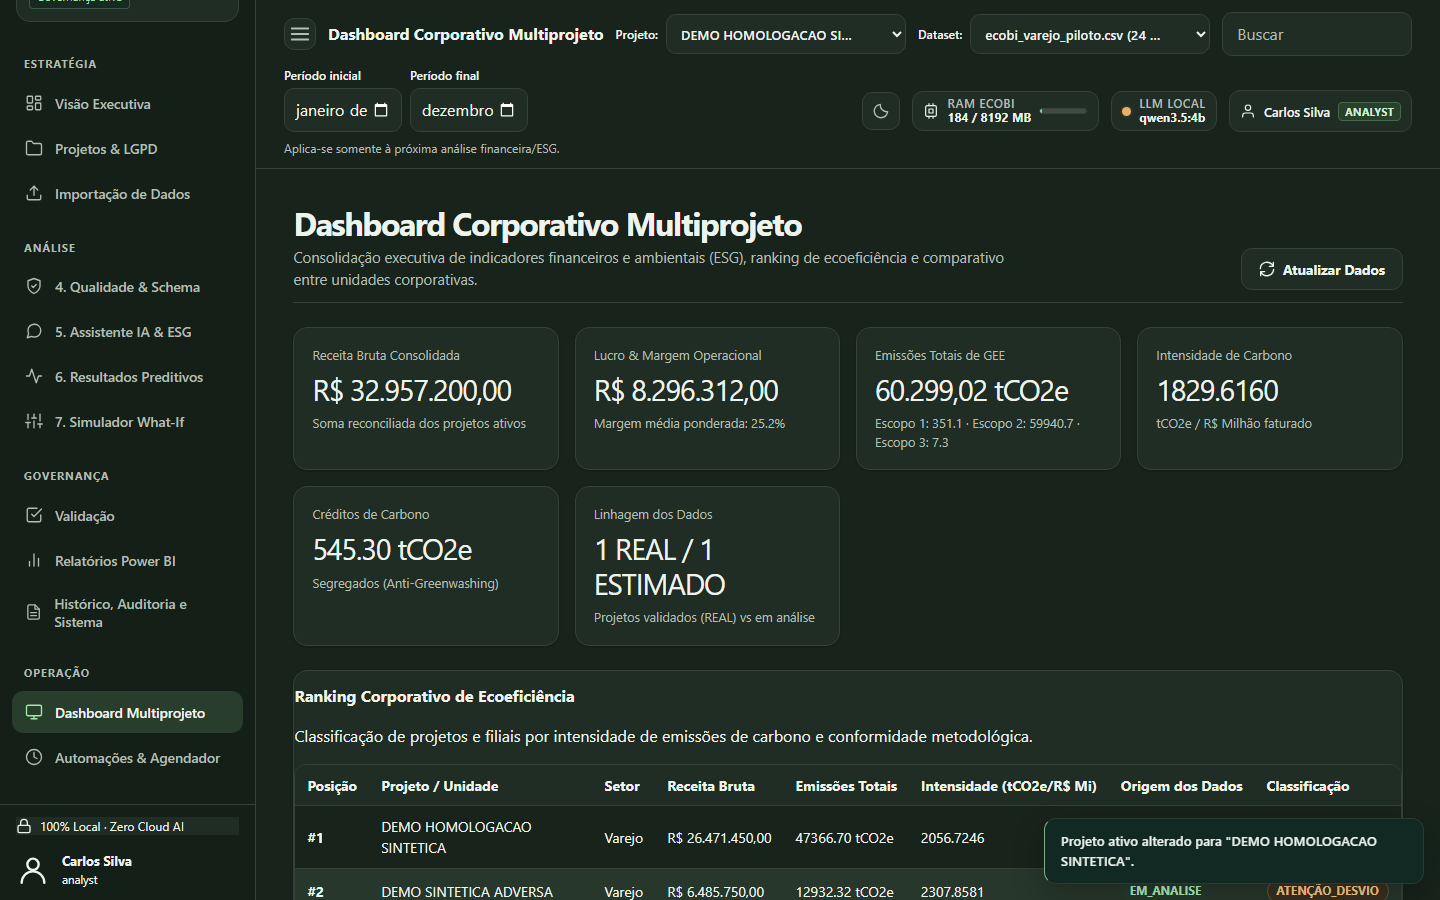 ESTRATÉGIA
Visão Executiva
Projetos & LGPD
Importação de Dados
ANÁLISE
4. Qualidade & Schema
5. Assistente IA & ESG
6. Resultados Preditivos
7. Simulador What-If
GOVERNANÇA
Validação
Relatórios Power BI
Histórico, Auditoria e
Sistema
OPERAÇÃO
Dashboard Multiprojeto
Automações & Agendador
100% Local · Zero Cloud AI
Carlos Silva
analyst
Dashboard Corporativo Multiprojeto
Projeto:
DEMO HOMOLOGACAO SI...
Dataset:
ecobi_varejo_piloto.csv (24 ...
Buscar
Período inicial
Período final
janeiro de
dezembro
Aplica-se somente à próxima análise financeira/ESG.
RAM ECOBI
184 / 8192 MB
LLM LOCAL
qwen3.5:4b
Carlos Silva
ANALYST
Dashboard Corporativo Multiprojeto
Consolidação executiva de indicadores financeiros e ambientais (ESG), ranking de ecoeficiência e comparativo
entre unidades corporativas.
Atualizar Dados
Receita Bruta Consolidada
R$ 32.957.200,00
Soma reconciliada dos projetos ativos
Lucro & Margem Operacional
R$ 8.296.312,00
Margem média ponderada: 25.2%
Emissões Totais de GEE
60.299,02 tCO2e
Escopo 1: 351.1 · Escopo 2: 59940.7 ·
Escopo 3: 7.3
Intensidade de Carbono
1829.6160
tCO2e / R$ Milhão faturado
Créditos de Carbono
545.30 tCO2e
Segregados (Anti-Greenwashing)
Linhagem dos Dados
1 REAL / 1
ESTIMADO
Projetos validados (REAL) vs em análise
Ranking Corporativo de Ecoeficiência
Classificação de projetos e filiais por intensidade de emissões de carbono e conformidade metodológica.
Posição Projeto / Unidade Setor Receita Bruta Emissões Totais Intensidade (tCO2e/R$ Mi) Origem dos Dados Classificação
#1 DEMO HOMOLOGACAO
SINTETICA Varejo R$ 26.471.450,00 47366.70 tCO2e 2056.7246
#2 DEMO SINTETICA ADVERSA Varejo R$ 6.485.750,00 12932.32 tCO2e 2307.8581 EM_ANALISE ATENÇÃO_DESVIO
Projeto ativo alterado para "DEMO HOMOLOGACAO
SINTETICA".